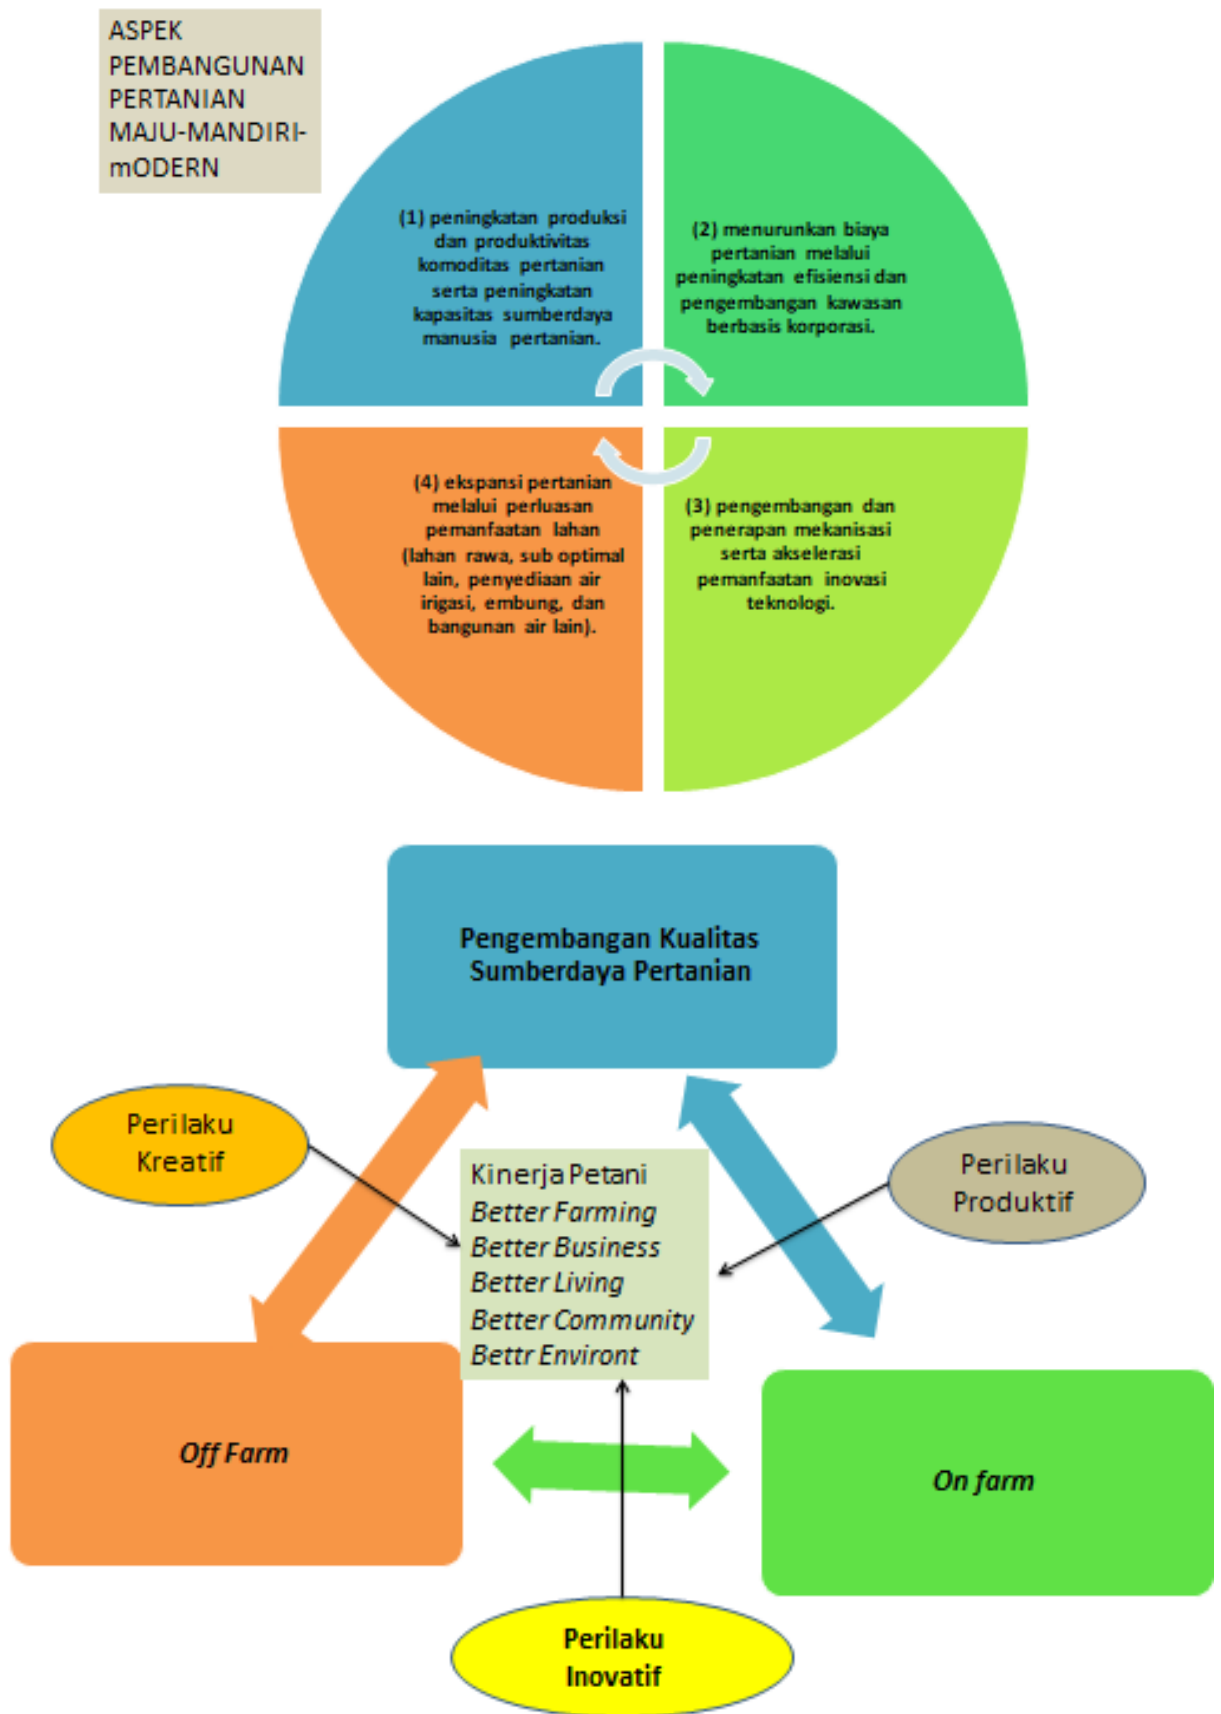 ASPEK
PEMBANGUNAN
PERTANIAN
MAJU-MANDIRI-
mODERN
(1) peningkatan produksi
dan produktivitas
komoditas pertanian
serta peningkatan
kapasitas sumberdaya
manusia pertanian.
(2) menurunkan biaya
pertanian melalui
peningkatan efisiensi dan
pengembangan kawasan
berbasis korporasi.
(4) ekspansi pertanian
melalui perluasan
pemanfaatan lahan
(lahan rawa, sub optimal
lain, penyediaan air
irigasi, embung, dan
bangunan air lain).
(3) pengembangan dan
penerapan mekanisasi
serta akselerasi
pemanfaatan inovasi
teknologi.
Pengembangan Kualitas
Sumberdaya Pertanian
Perilaku
Kreatif
Kinerja Petani
Better Farming
Better Business
Better Living
Better Community
Bettr Environt
Perilaku
Produktif
Off Farm
On farm
Perilaku
Inovatif